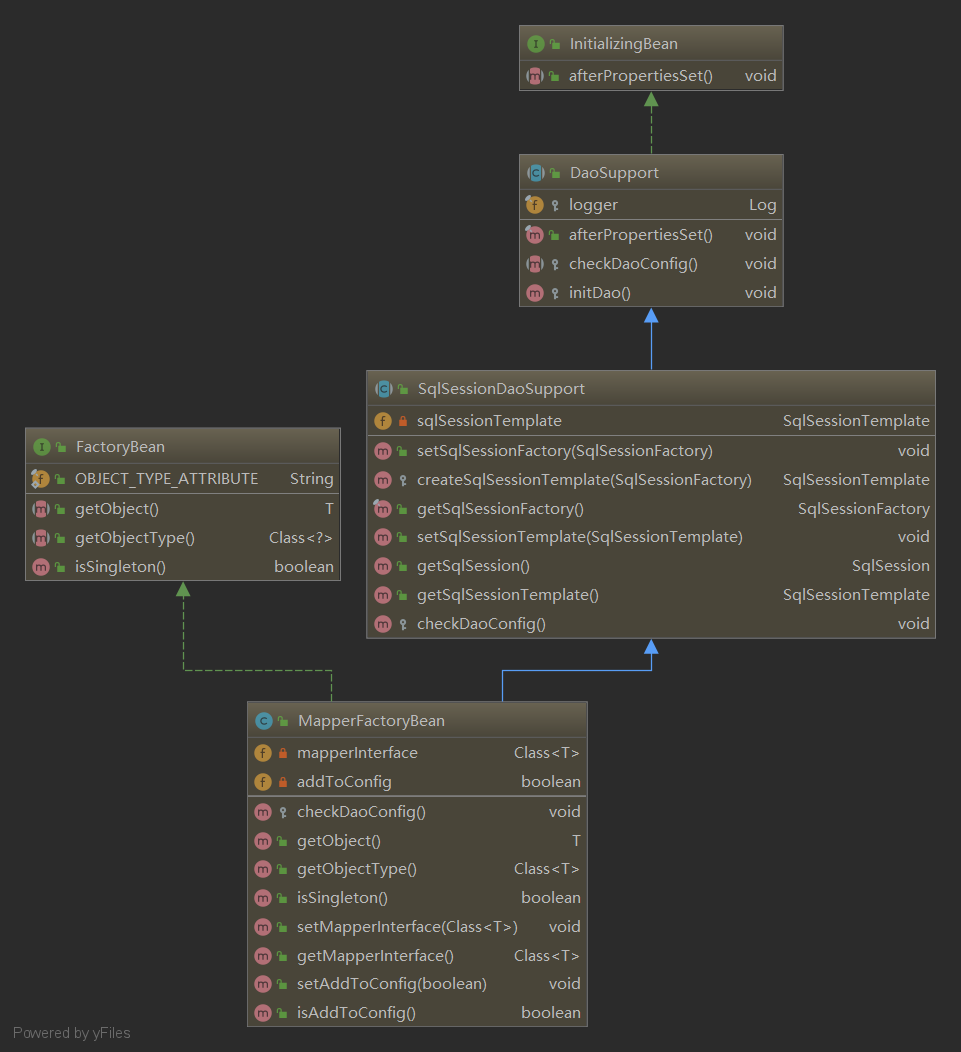 I InitializingBean
m afterPropertiesSet() void
C DaoSupport
f logger Log
m afterPropertiesSet() void
m checkDaoConfig() void
m initDao() void
C SqlSessionDaoSupport
f sqlSessionTemplate SqlSessionTemplate
m setSqlSessionFactory(SqlSessionFactory) void
m createSqlSessionTemplate(SqlSessionFactory) SqlSessionTemplate
m getSqlSessionFactory() SqlSessionFactory
m setSqlSessionTemplate(SqlSessionTemplate) void
m getSqlSession() SqlSession
m getSqlSessionTemplate() SqlSessionTemplate
m checkDaoConfig() void
I FactoryBean
f OBJECT_TYPE_ATTRIBUTE String
m getObject() T
m getObjectType() Class<?>
m isSingleton() boolean
C MapperFactoryBean
f mapperInterface Class<T>
f addToConfig boolean
m checkDaoConfig() void
m getObject() T
m getObjectType() Class<T>
m isSingleton() boolean
m setMapperInterface(Class<T>) void
m getMapperInterface() Class<T>
m setAddToConfig(boolean) void
m isAddToConfig() boolean
Powered by yFiles